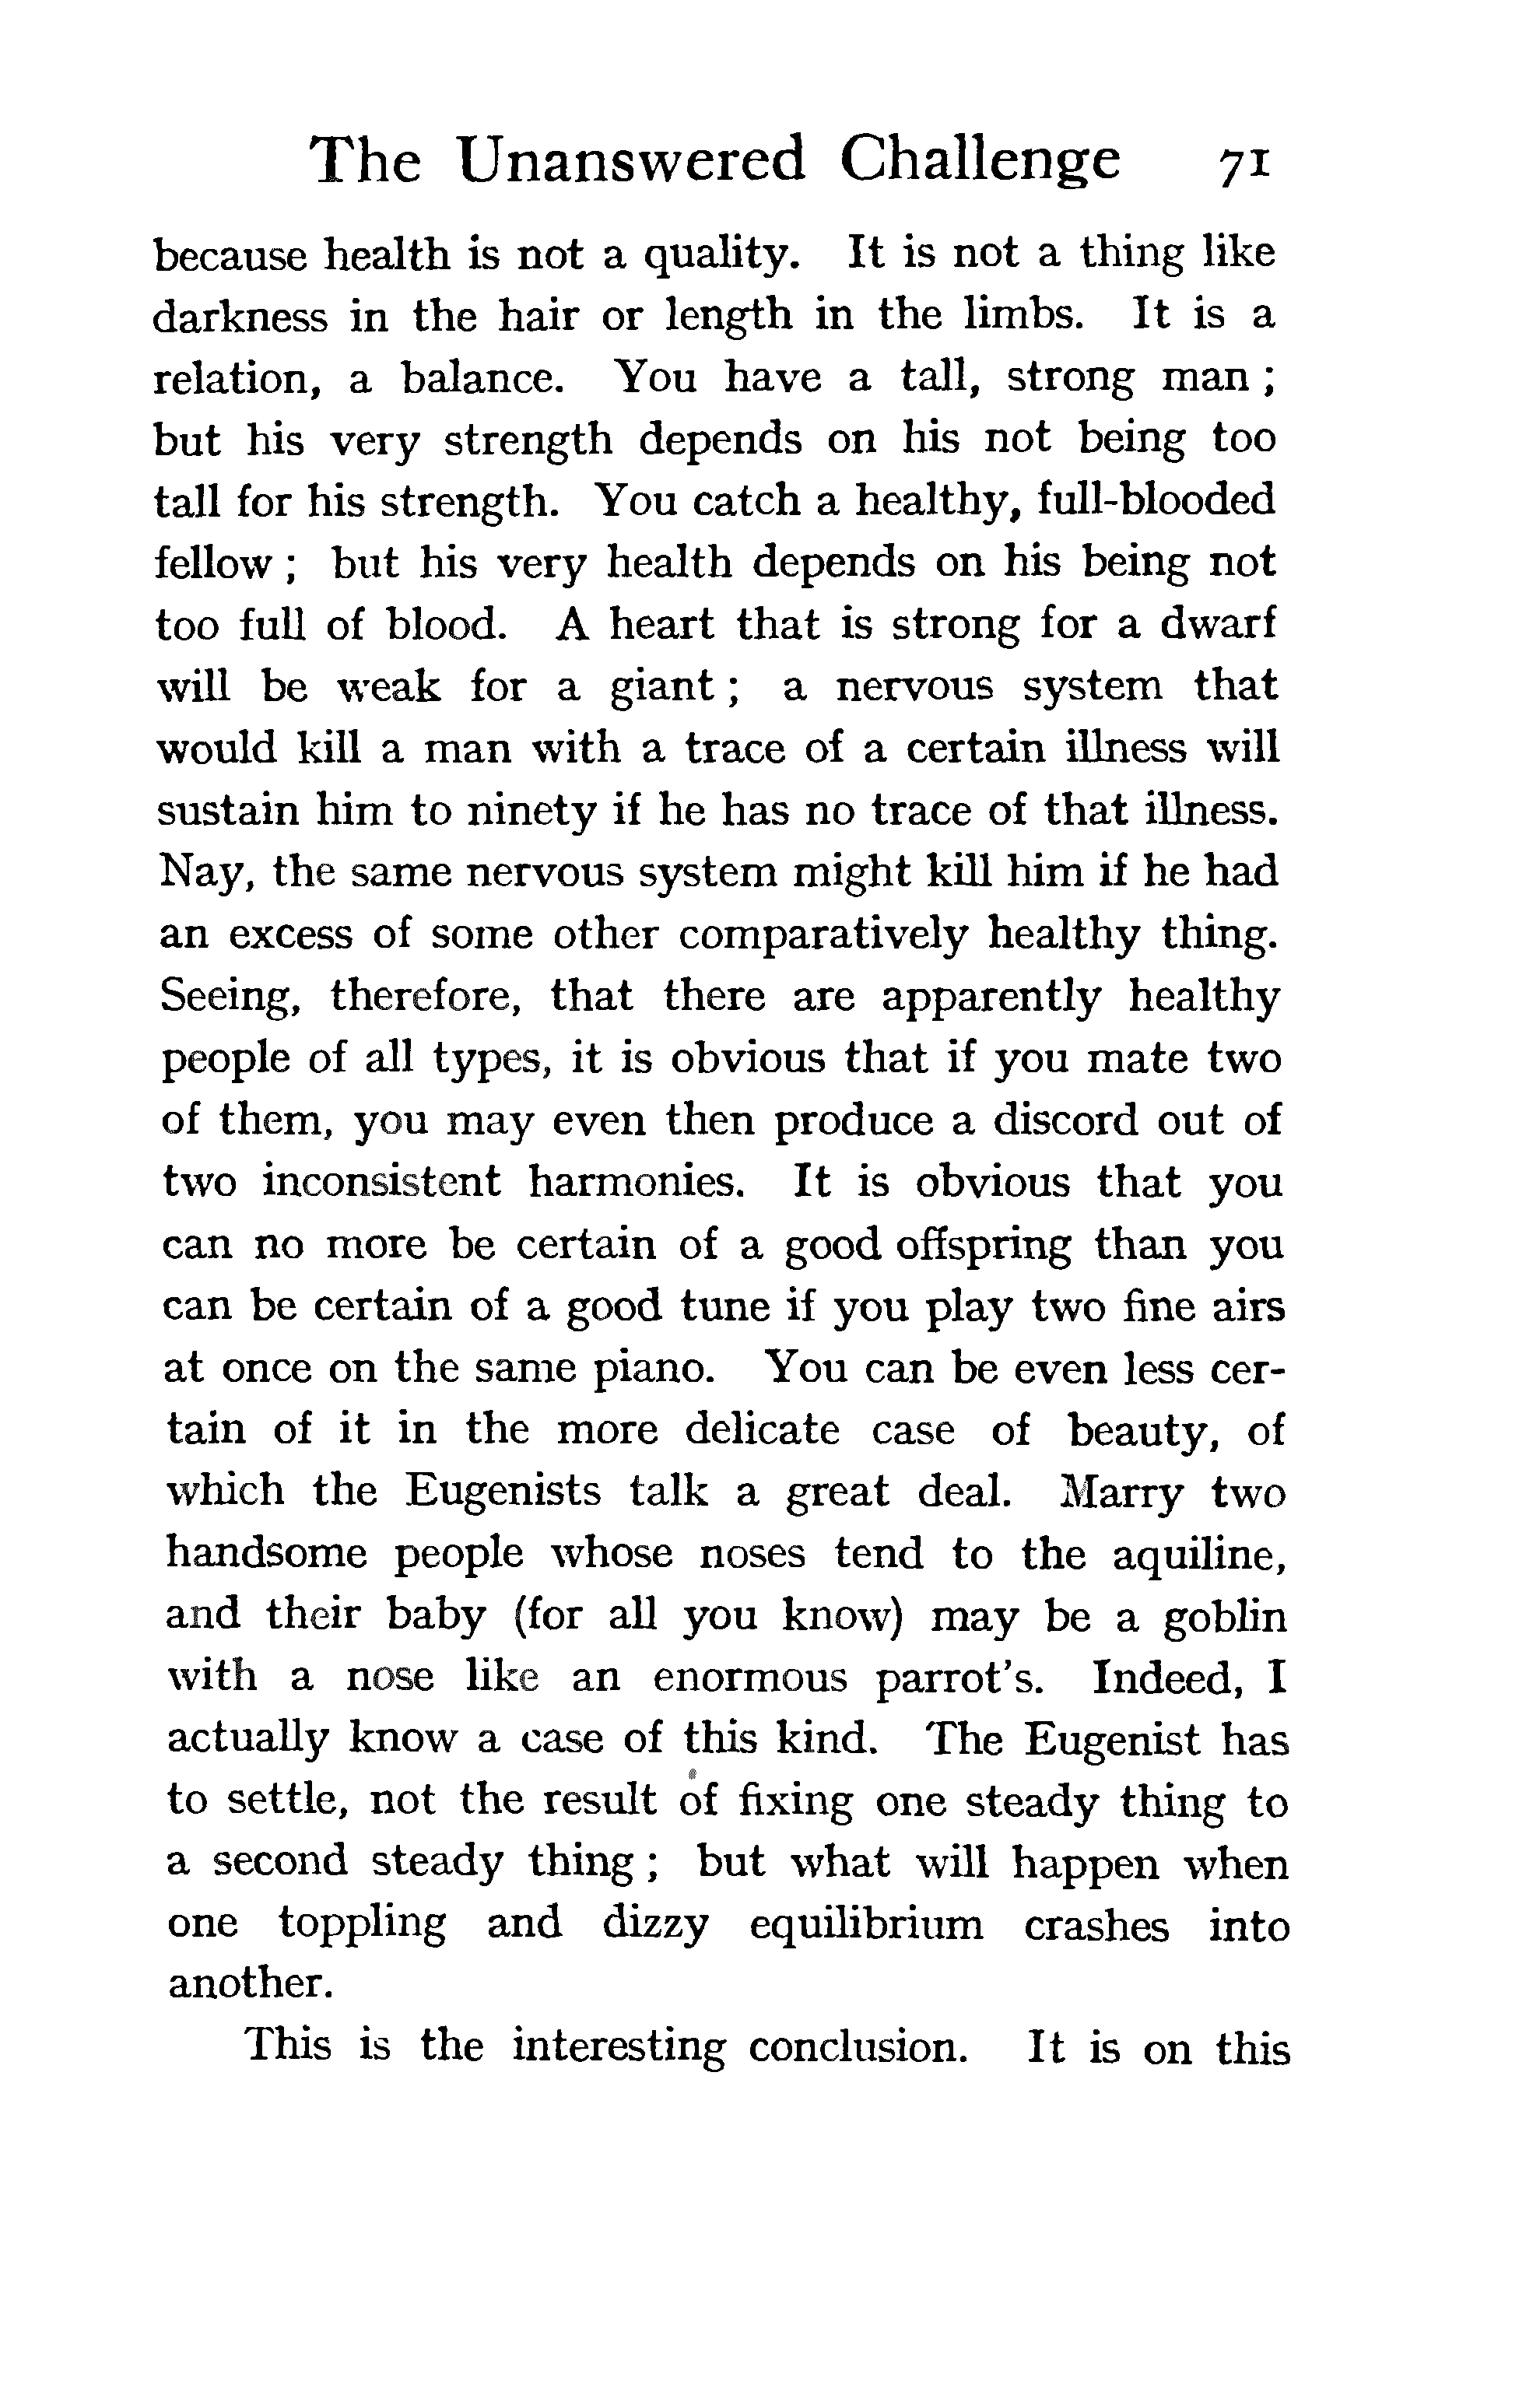 The Unanswered Challenge 71
because health is not a quality. It is not a thing like
darkness in the hair or length in the limbs. It is a
relation, a balance. You have a tall, strong man ;
but his very strength depends on his not being too
tall for his strength. You catch a healthy, full-blooded
fellow ; but his very health depends on his being not
too full of blood. A heart that is strong for a dwarf
will be weak for a giant ; a nervous system that
would kill a man with a trace of a certain illness will
sustain him to ninety if he has no trace of that illness.
Nay, the same nervous system might kill him if he had
an excess of some other comparatively healthy thing.
Seeing, therefore, that there are apparently healthy
people of all types, it is obvious that if you mate two
of them, you may even then produce a discord out of
two inconsistent harmonies. It is obvious that you
can no more be certain of a good offspring than you
can be certain of a good tune if you play two fine airs
at once on the same piano. You can be even less cer-
tain of it in the more delicate case of beauty, of
which the Eugenists talk a great deal. Marry two
handsome people whose noses tend to the aquiline,
and their baby (for all you know) may be a goblin
with a nose like an enormous parrot's. Indeed, I
actually know a case of this kind. The Eugenist has
to settle, not the result of fixing one steady thing to
a second steady thing ; but what will happen when
one toppling and dizzy equilibrium crashes into
another.
This is the interesting conclusion. It is on this